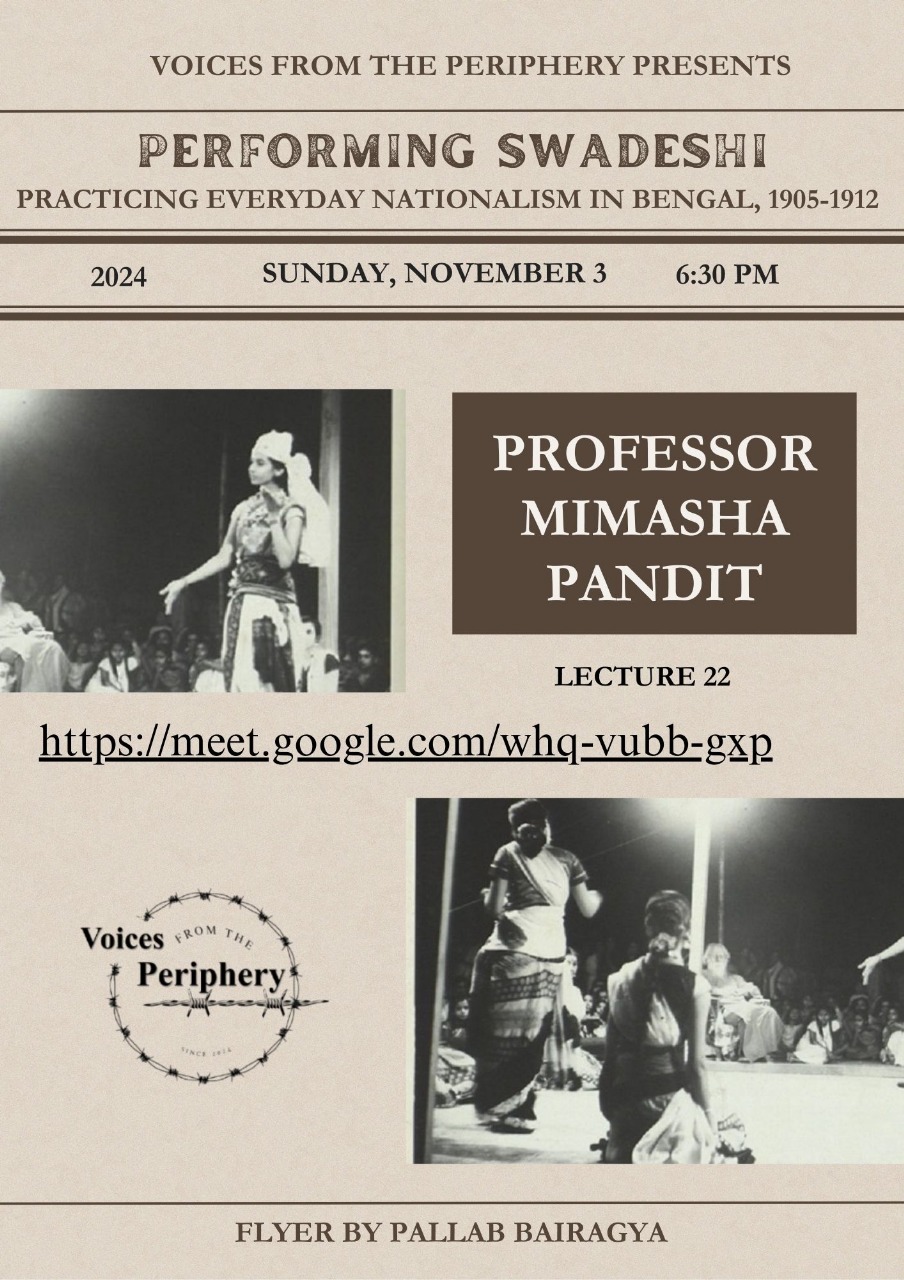 VOICES FROM THE PERIPHERY PRESENTS
PERFORMING SWADESHI
PRACTICING EVERYDAY NATIONALISM IN BENGAL, 1905-1912
2024 SUNDAY, NOVEMBER 3 6:30 PM
PROFESSOR
MIMASHA
PANDIT
LECTURE 22
https://meet.google.com/whq-vubb-gxp
Voices FROM THE
Periphery
SINCE 2024
FLYER BY PALLAB BAIRAGYA